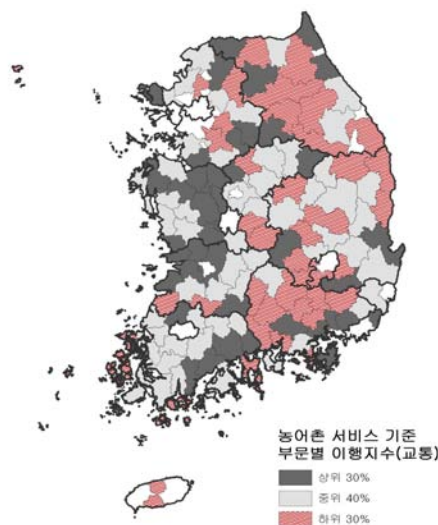 농어촌 서비스 기준
부문별 이행지수(교통)
상위 30%
중위 40%
하위 30%